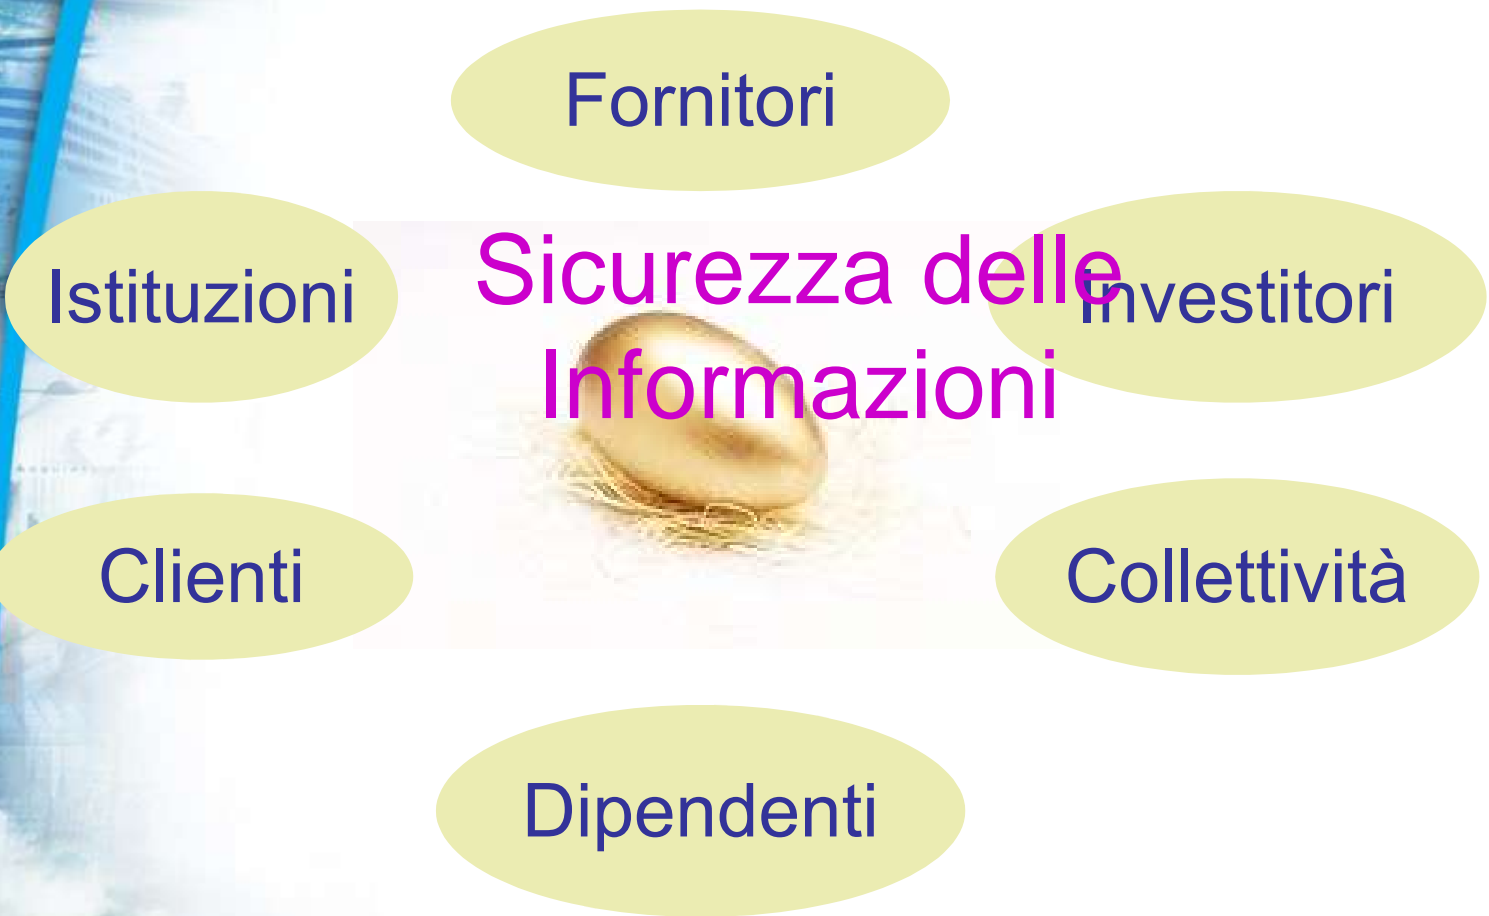 Fornitori
Sicurezza delle
Informazioni
Istituzioni
Investitori
Clienti
Collettività
Dipendenti